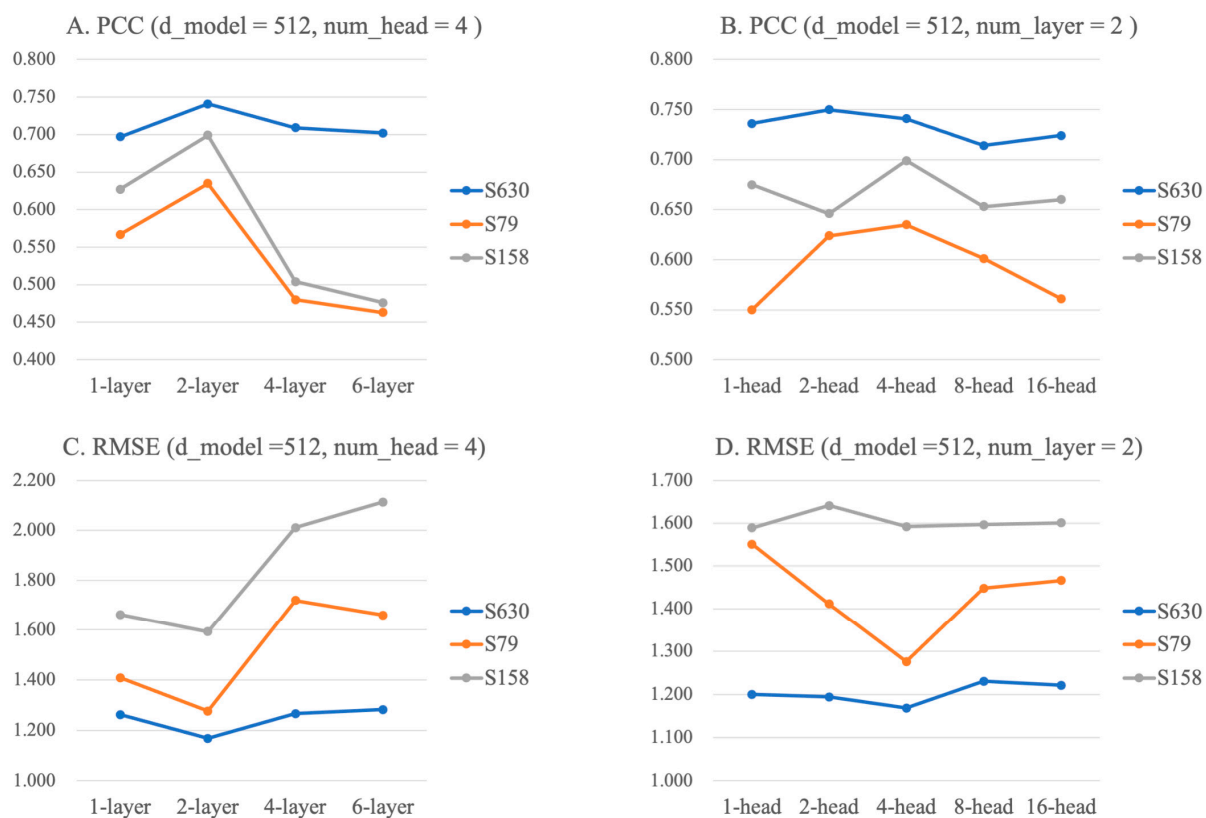 A. PCC (d_model = 512, num_head = 4 )
0.800
0.750
0.700
0.650
0.600
0.550
0.500
0.450
0.400
1-layer 2-layer 4-layer 6-layer
S630
S79
S158
B. PCC (d_model = 512, num_layer = 2 )
0.800
0.750
0.700
0.650
0.600
0.550
0.500
1-head 2-head 4-head 8-head 16-head
S630
S79
S158
C. RMSE (d_model =512, num_head = 4)
2.200
2.000
1.800
1.600
1.400
1.200
1.000
1-layer 2-layer 4-layer 6-layer
S630
S79
S158
D. RMSE (d_model =512, num_layer = 2)
1.700
1.600
1.500
1.400
1.300
1.200
1.100
1.000
1-head 2-head 4-head 8-head 16-head
S630
S79
S158